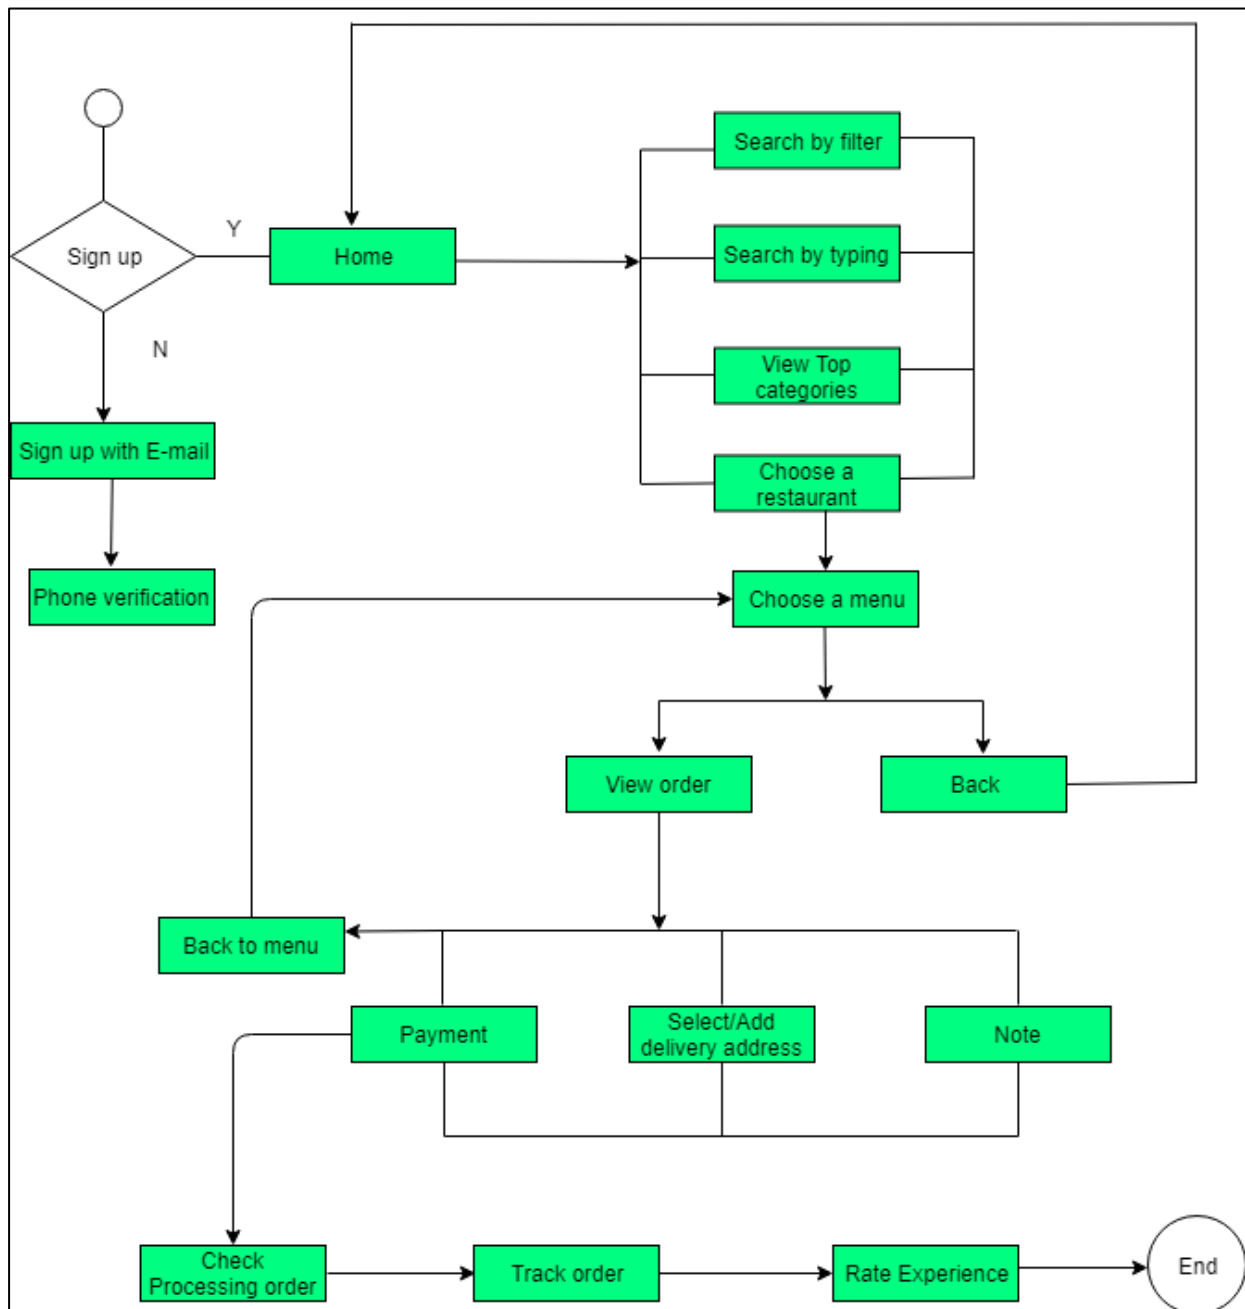 Search by filter
Y
Sign up
Home
Search by typing
N
View Top
categories
Sign up with E-mail
Choose a
restaurant
Phone verification
Choose a menu
View order
Back
Back to menu
Payment
Select/Add
delivery address
Note
Check
Processing order
Track order
Rate Experience
End